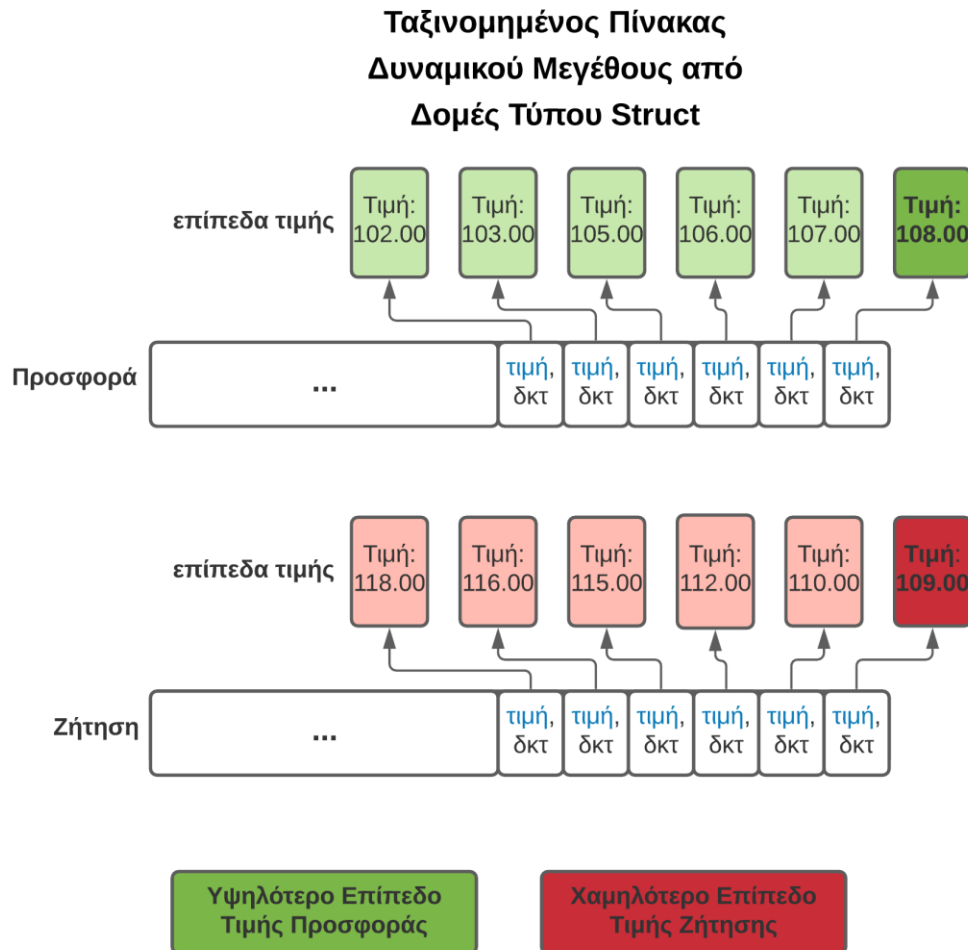 Ταξινομημένος Πίνακας
Δυναμικού Μεγέθους από
Δομές Τύπου Struct
επίπεδα τιμής
Τιμή: 102.00
Τιμή: 103.00
Τιμή: 105.00
Τιμή: 106.00
Τιμή: 107.00
Τιμή: 108.00
Προσφορά
...
τιμή, δκτ
τιμή, δκτ
τιμή, δκτ
τιμή, δκτ
τιμή, δκτ
τιμή, δκτ
επίπεδα τιμής
Τιμή: 118.00
Τιμή: 116.00
Τιμή: 115.00
Τιμή: 112.00
Τιμή: 110.00
Τιμή: 109.00
Ζήτηση
...
τιμή, δκτ
τιμή, δκτ
τιμή, δκτ
τιμή, δκτ
τιμή, δκτ
τιμή, δκτ
Υψηλότερο Επίπεδο
Τιμής Προσφοράς
Χαμηλότερο Επίπεδο
Τιμής Ζήτησης